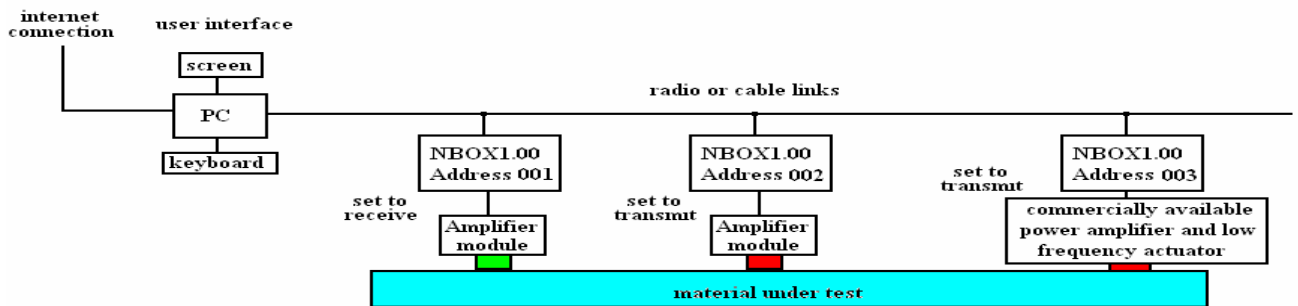 internet
connection
user interface
screen
PC
keyboard
radio or cable links
NBOX1.00
Address 001
set to
receive
Amplifier
module
NBOX1.00
Address 002
set to
transmit
Amplifier
module
NBOX1.00
Address 003
set to
transmit
commercially available
power amplifier and low
frequency actuator
material under test